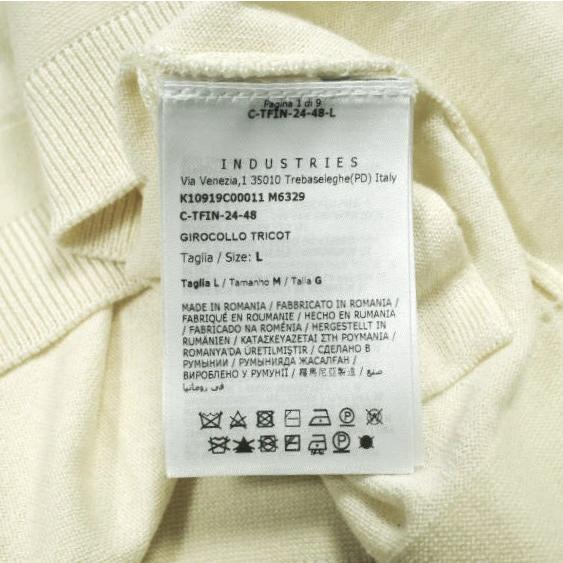 Pagina 1 di 9
C-TFIN-24-48-L
INDUSTRIES
Via Venezia,1 35010 Trebaseleghe(PD) Italy
K10919C00011 M6329
C-TFIN-24-48
GIROCOLLO TRICOT
Taglia / Size: L
Taglia L / Tamanho M / Talla G
MADE IN ROMANIA / FABBRICATO IN ROMANIA /
FABRIQUÉ EN ROUMANIE / HECHO EN RUMANIA
/ FABRICADO NA ROMÉNIA / HERGESTELLT IN
RUMÄNIEN / ΚΑΤΑΣΚΕΥΑΖΕΤΑΙ ΣΤΗ ΡΟΥΜΑΝΙΑ /
ROMANYA'DA ÜRETILMIŞTIR / СДЕЛАНО В
РУМЫНИИ / РУМЫНИЯДА ЖАСАЛҒАН /
ВИРОБЛЕНО У РУМУНІЇ / 羅馬尼亞製造 / صنع
في رومانيا